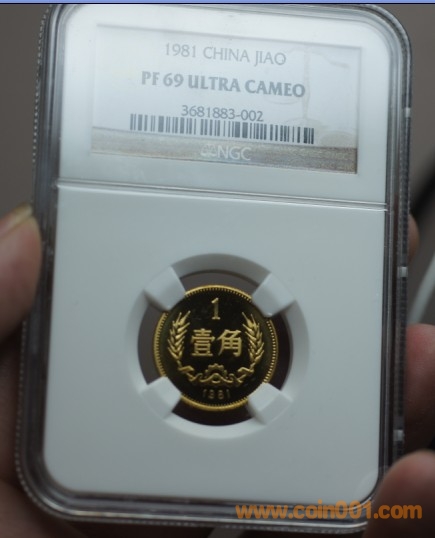 1981 CHINA JIAO
PF 69 ULTRA CAMEO
3681883-002
NGC
1
壹角
1981
www.coin001.com